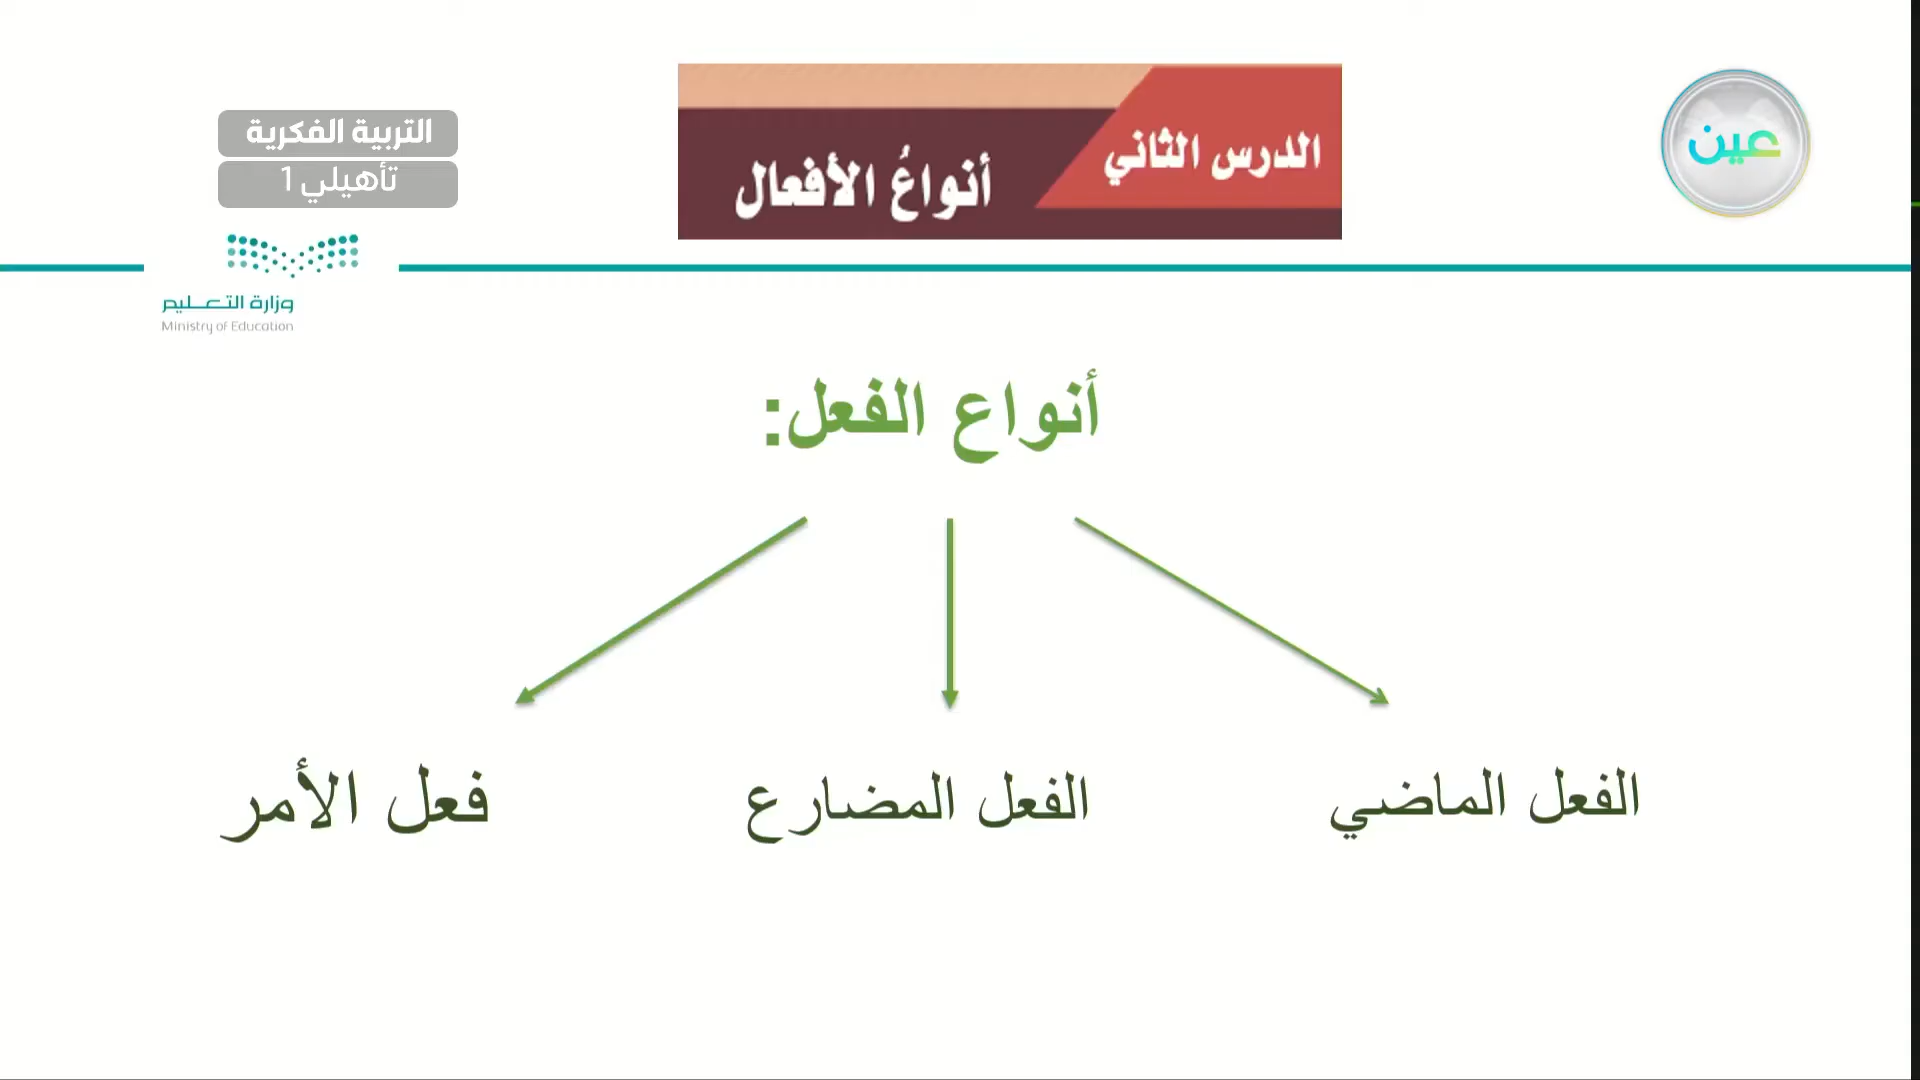 عين
الدرس الثاني
أنواعُ الأفعال
التربية الفكرية
تأهيلي 1
وزارة التعليم
Ministry of Education
أنواع الفعل:
الفعل الماضي
الفعل المضارع
فعل الأمر